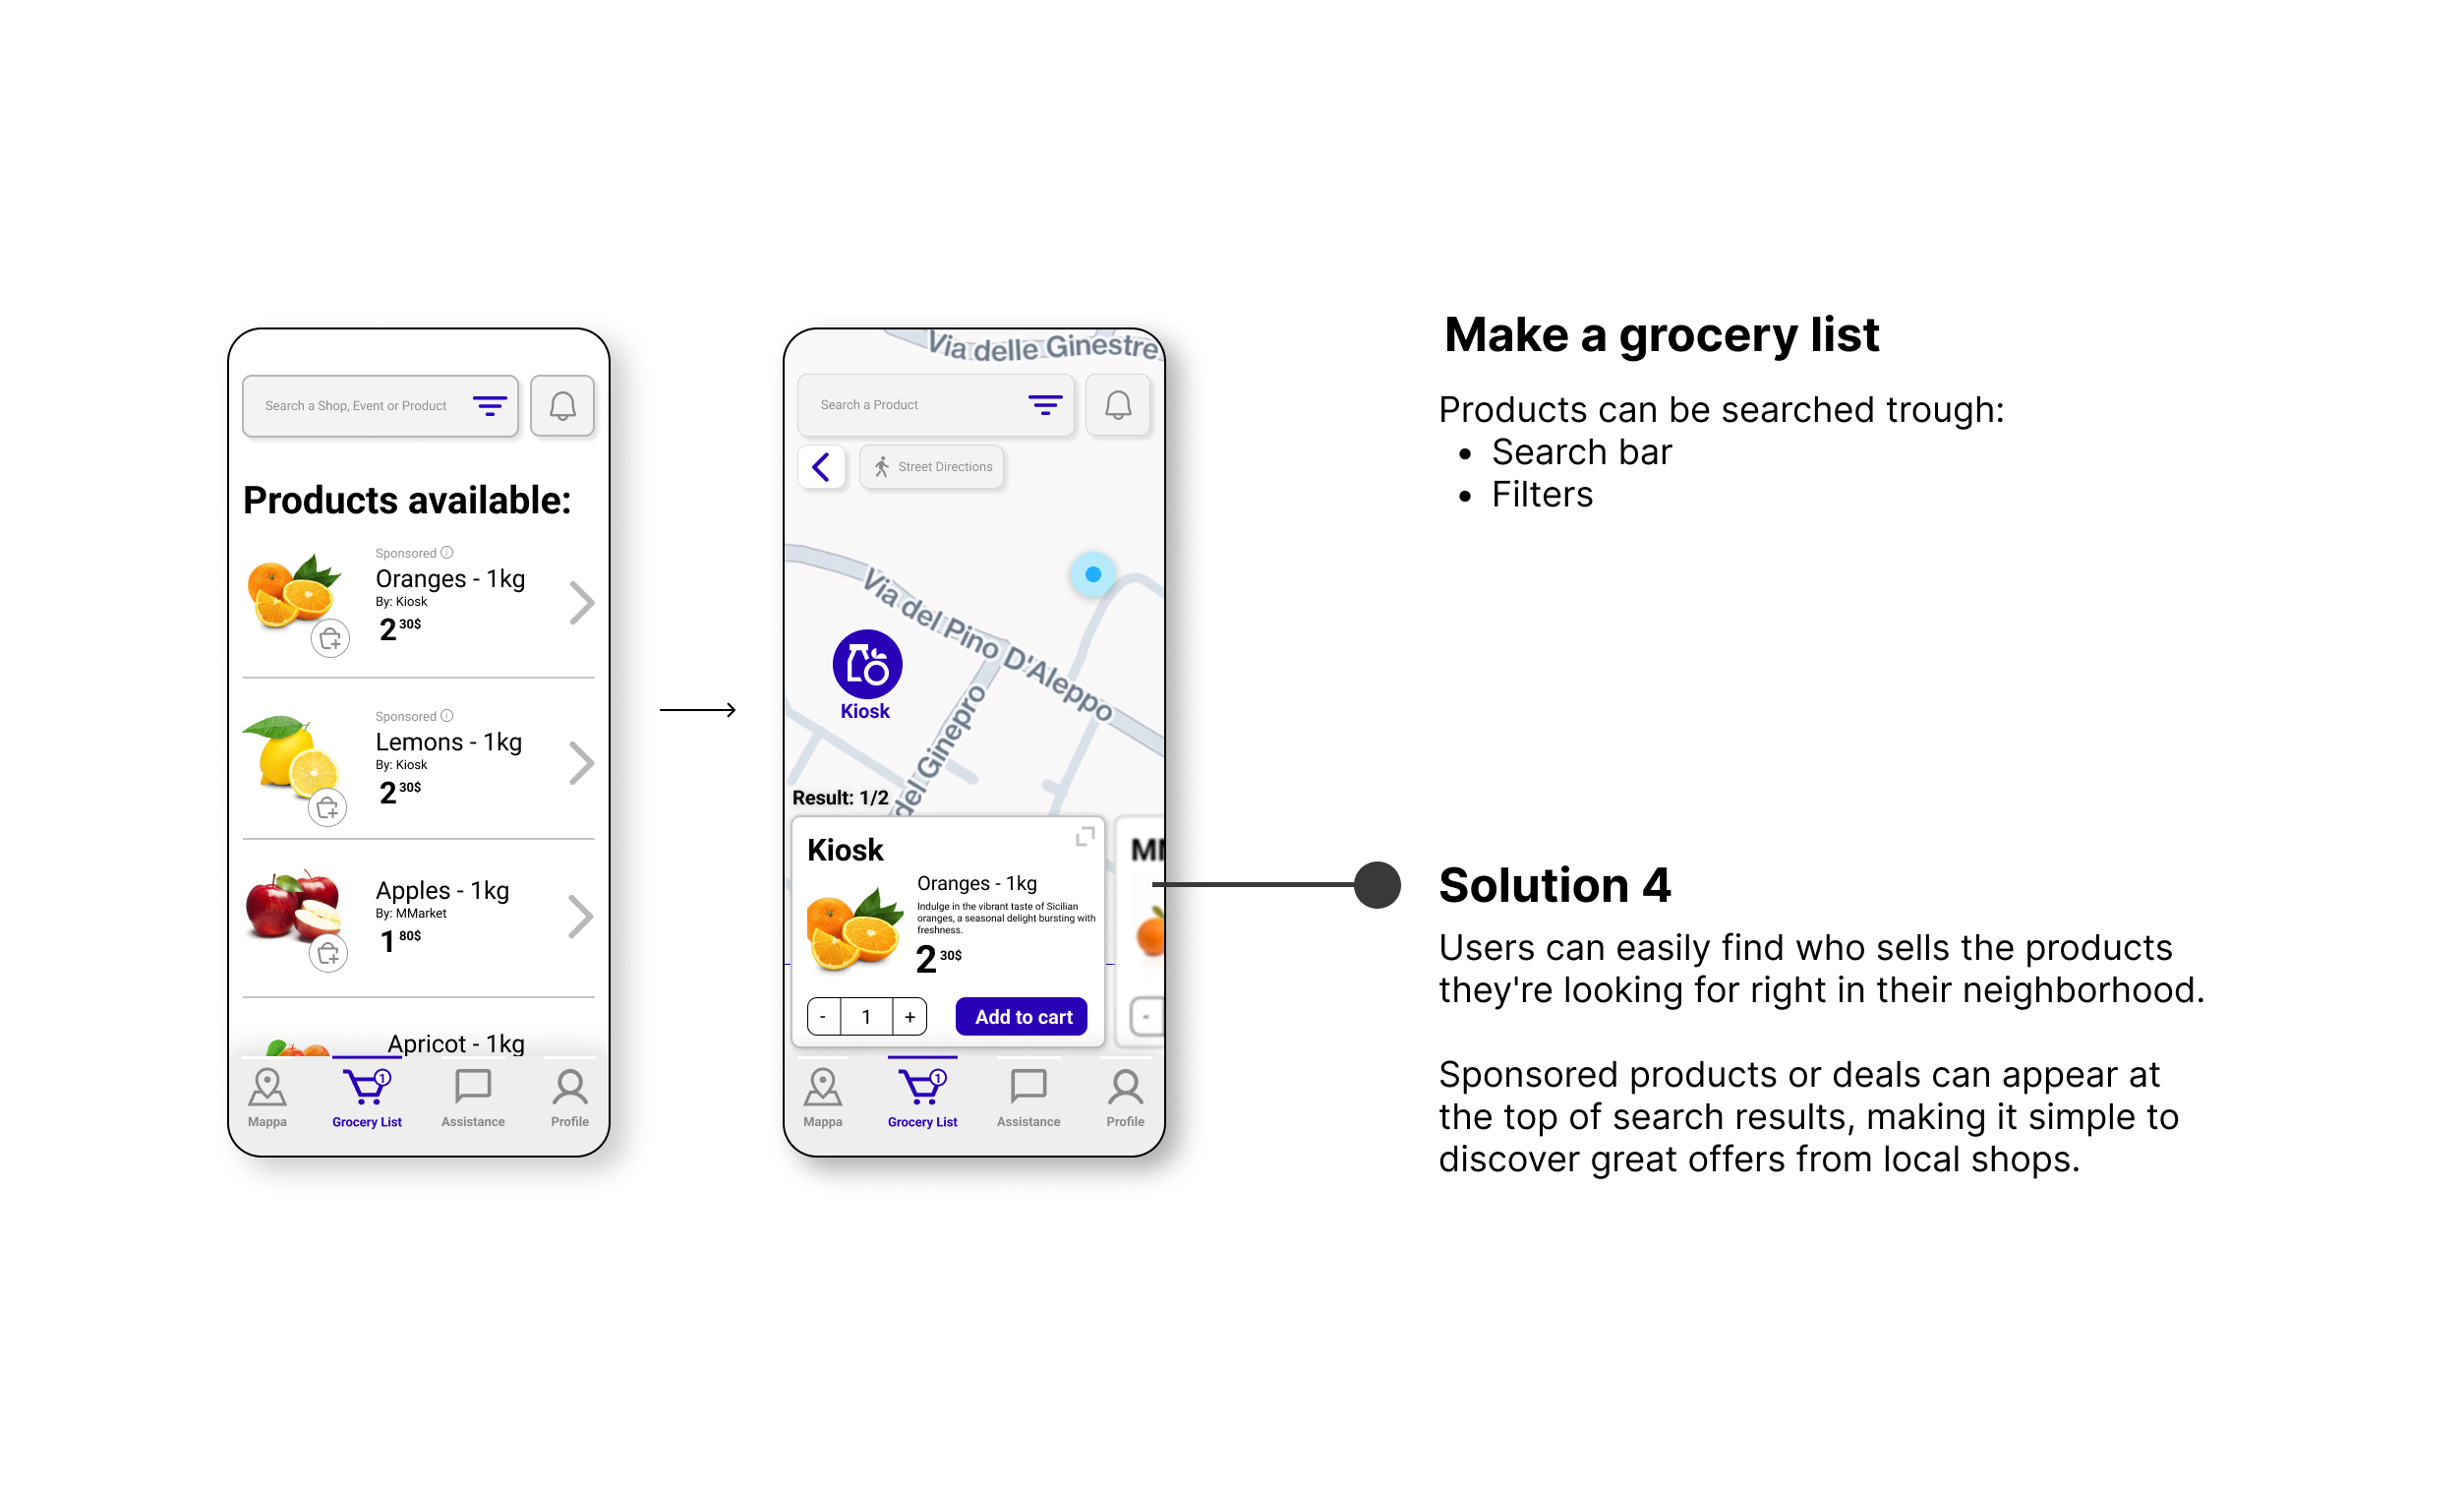 Search a Shop, Event or Product
Products available:
Sponsored
Oranges - 1kg
By: Kiosk
2 30$
Sponsored
Lemons - 1kg
By: Kiosk
2 30$
Apples - 1kg
By: MMarket
1 80$
Apricot - 1kg
1
Mappa
Grocery List
Assistance
Profile
Via delle Ginestre
Search a Product
Street Directions
Via del Pino D'Aleppo
Kiosk
del Ginepro
Result: 1/2
Kiosk
Oranges - 1kg
Indulge in the vibrant taste of Sicilian
oranges, a seasonal delight bursting with
freshness.
2 30$
- 1 +
Add to cart
-
1
Mappa
Grocery List
Assistance
Profile
Make a grocery list
Products can be searched trough:
• Search bar
• Filters
Solution 4
Users can easily find who sells the products
they're looking for right in their neighborhood.
Sponsored products or deals can appear at
the top of search results, making it simple to
discover great offers from local shops.